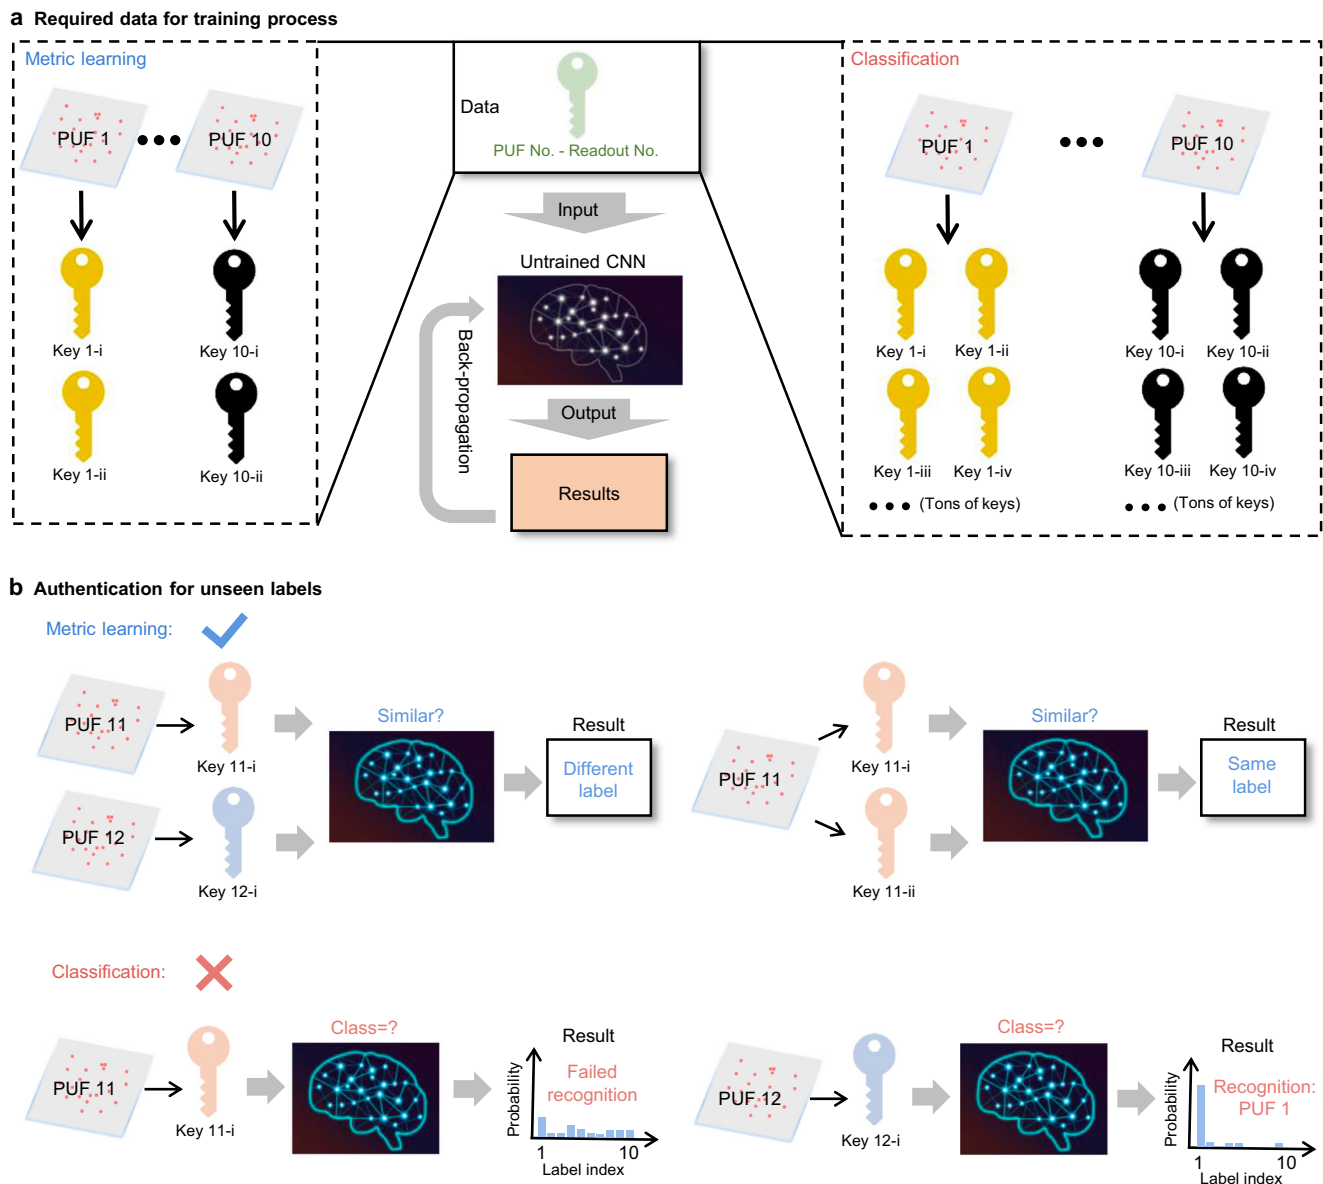 a Required data for training process
Metric learning
PUF 1
PUF 10
Key 1-i
Key 10-i
Key 1-ii
Key 10-ii
Data
PUF No. - Readout No.
Input
Untrained CNN
Back-propagation
Output
Results
Classification
PUF 1
PUF 10
Key 1-i
Key 1-ii
Key 10-i
Key 10-ii
Key 1-iii
Key 1-iv
Key 10-iii
Key 10-iv
(Tons of keys)
(Tons of keys)
b Authentication for unseen labels
Metric learning:
PUF 11
Key 11-i
PUF 12
Key 12-i
Similar?
Result
Different
label
PUF 11
Key 11-i
Key 11-ii
Similar?
Result
Same
label
Classification:
PUF 11
Key 11-i
Class=?
Result
Failed
recognition
Probability
1
10
Label index
PUF 12
Key 12-i
Class=?
Result
Recognition:
PUF 1
Probability
1
10
Label index